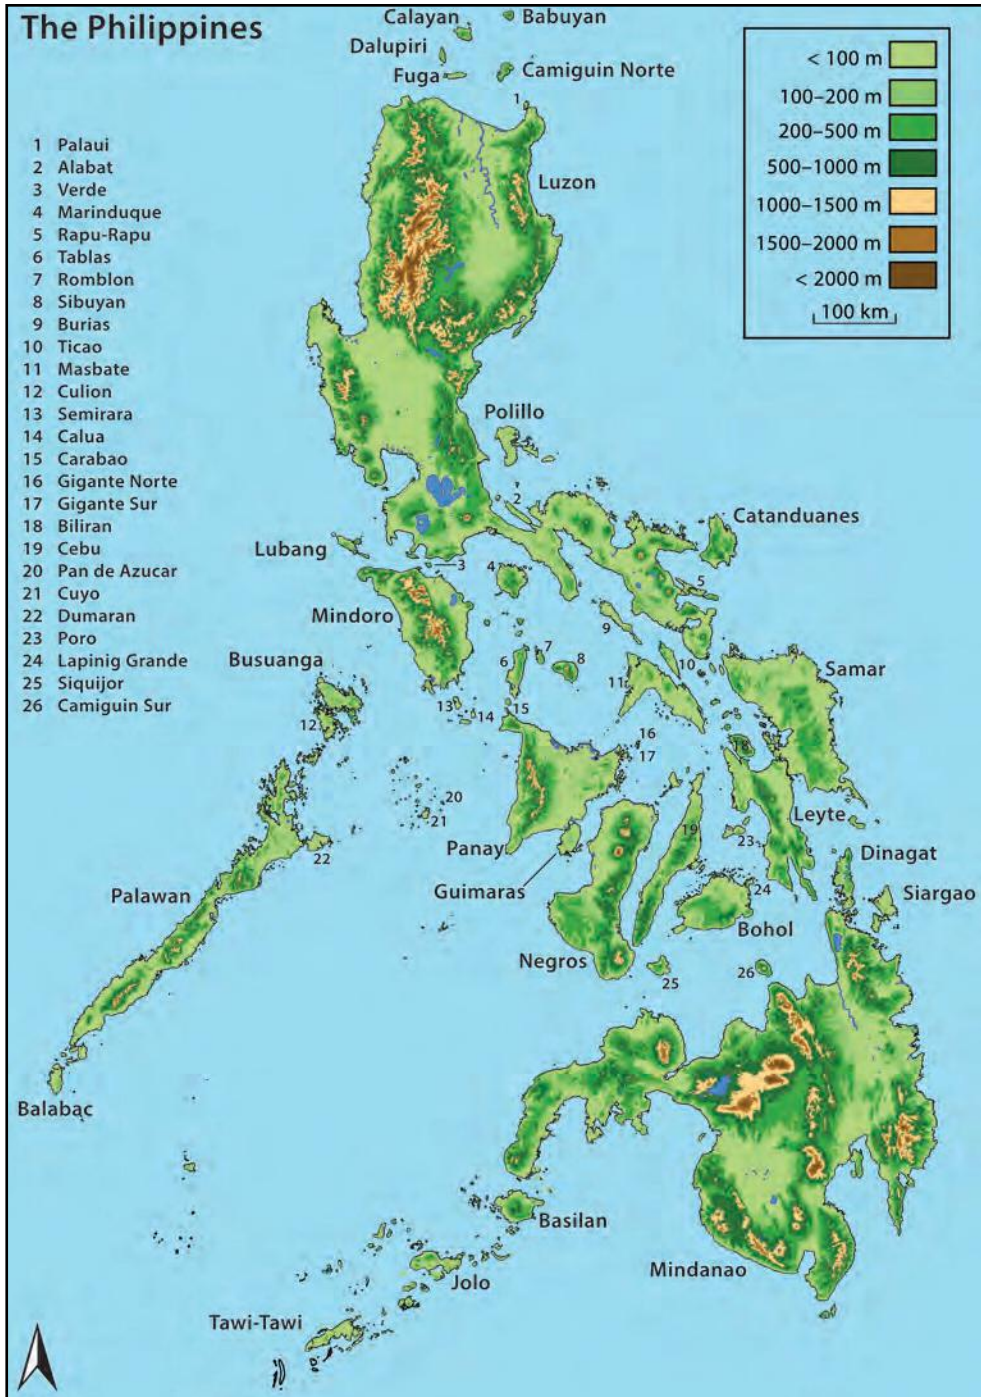 The Philippines
Calayan
Babuyan
Dalupiri
Fuga
Camiguin Norte
< 100 m
100–200 m
200–500 m
500–1000 m
1000–1500 m
1500–2000 m
< 2000 m
100 km
1 Palaui
2 Alabat
3 Verde
4 Marinduque
5 Rapu-Rapu
6 Tablas
7 Romblon
8 Sibuyan
9 Burias
10 Ticao
11 Masbate
12 Culion
13 Semirara
14 Calua
15 Carabao
16 Gigante Norte
17 Gigante Sur
18 Biliran
19 Cebu
20 Pan de Azucar
21 Cuyo
22 Dumaran
23 Poro
24 Lapinig Grande
25 Siquijor
26 Camiguin Sur
1
Luzon
Polillo
2
Catanduanes
Lubang
3
4
5
Mindoro
9
Busuanga
6
7
8
10
Samar
11
12
13
14
15
16
17
18
20
21
19
Leyte
22
Panay
23
Dinagat
Palawan
Guimaras
24
Siargao
Bohol
Negros
25
26
Balabac
Basilan
Mindanao
Jolo
Tawi-Tawi